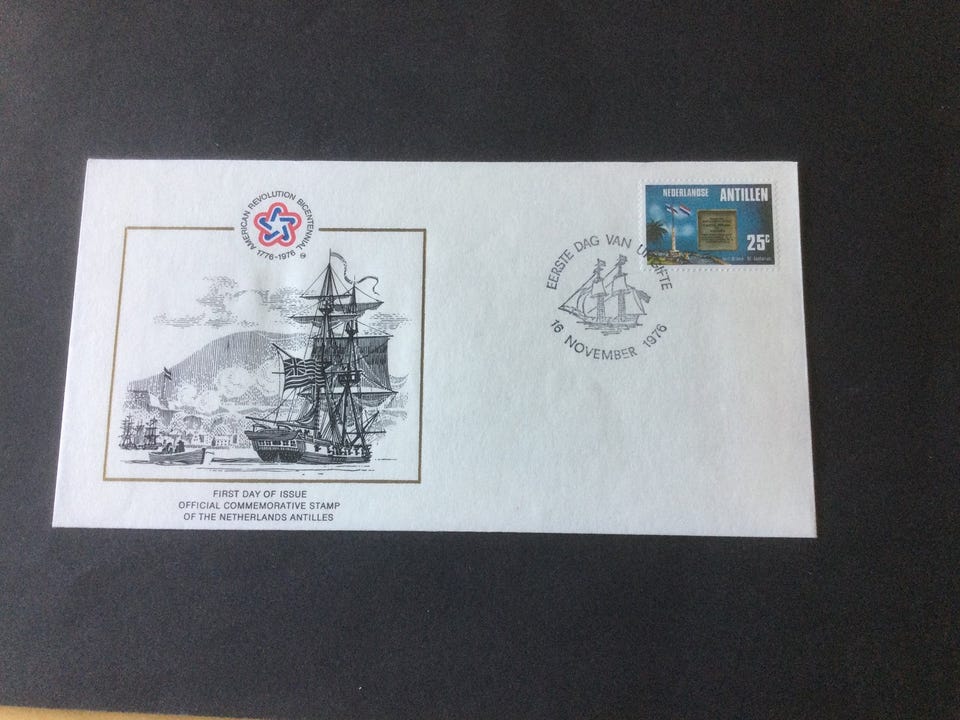 AMERICAN REVOLUTION BICENTENNIAL
1776-1976
FIRST DAY OF ISSUE
OFFICIAL COMMEMORATIVE STAMP
OF THE NETHERLANDS ANTILLES
EERSTE DAG VAN UITGIFTE
16 NOVEMBER 1976
NEDERLANDSE ANTILLEN
25c